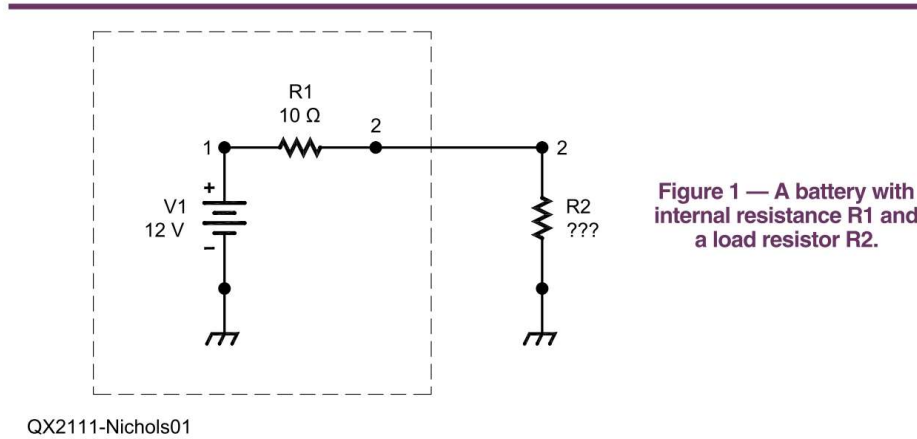 R1
10 Ω
1
2
2
+
V1
12 V
−
R2
???
Figure 1 — A battery with
internal resistance R1 and
a load resistor R2.
QX2111-Nichols01